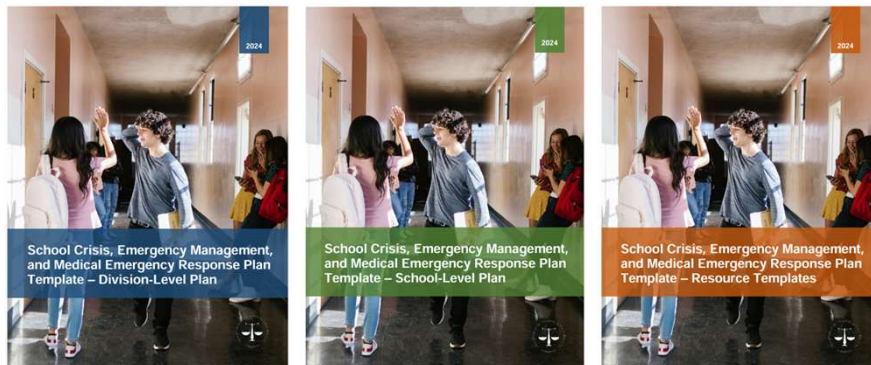 2024
School Crisis, Emergency Management,
and Medical Emergency Response Plan
Template – Division-Level Plan
2024
School Crisis, Emergency Management,
and Medical Emergency Response Plan
Template – School-Level Plan
2024
School Crisis, Emergency Management,
and Medical Emergency Response Plan
Template – Resource Templates